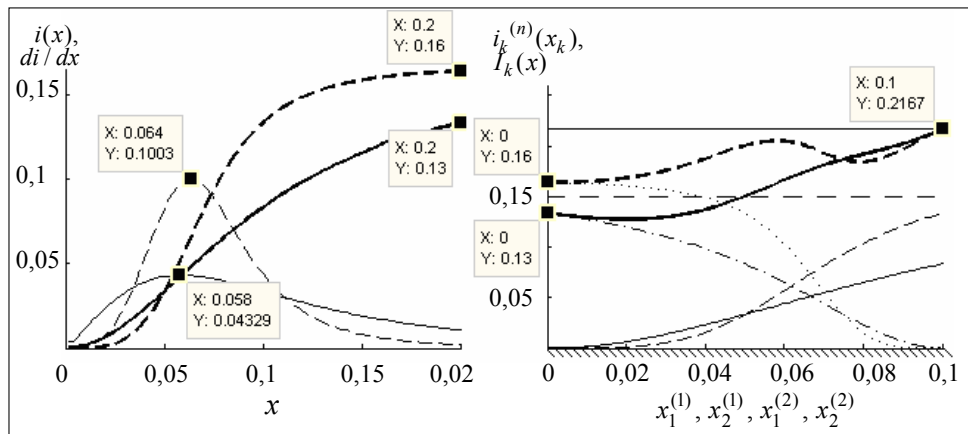 i(x),
di/dx
0,15
0,1
0,05
X: 0.2
Y: 0.16
X: 0.064
Y: 0.1003
X: 0.2
Y: 0.13
X: 0.058
Y: 0.04329
0 0,05 0,1 0,15 0,02
x
i_k^(n)(x_k),
I_k(x)
X: 0.1
Y: 0.2167
X: 0
Y: 0.16
0,15
X: 0
Y: 0.13
0,05
0 0,02 0,04 0,06 0,08 0,1
x_1^(1), x_2^(1), x_1^(2), x_2^(2)